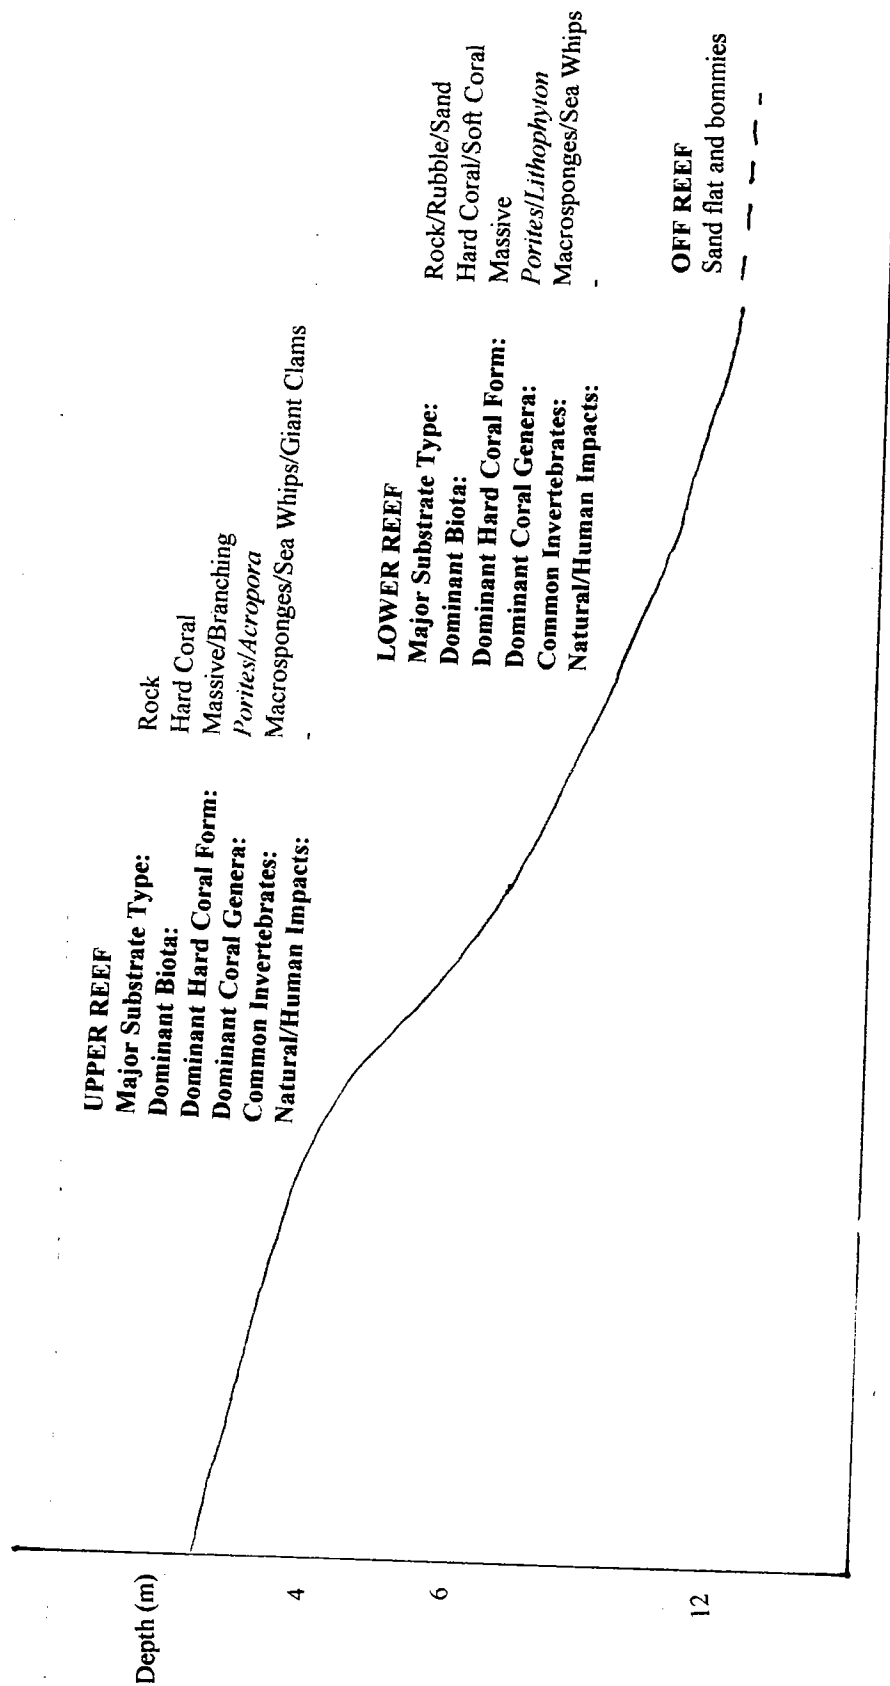 UPPER REEF
Major Substrate Type: Rock
Dominant Biota: Hard Coral
Dominant Hard Coral Form: Massive/Branching
Dominant Coral Genera: Porites/Acropora
Common Invertebrates: Macrosponges/Sea Whips/Giant Clams
Natural/Human Impacts: -
LOWER REEF
Major Substrate Type: Rock/Rubble/Sand
Dominant Biota: Hard Coral/Soft Coral
Dominant Hard Coral Form: Massive
Dominant Coral Genera: Porites/Lithophyton
Common Invertebrates: Macrosponges/Sea Whips
Natural/Human Impacts: -
OFF REEF
Sand flat and bommies
Depth (m)
4
6
12